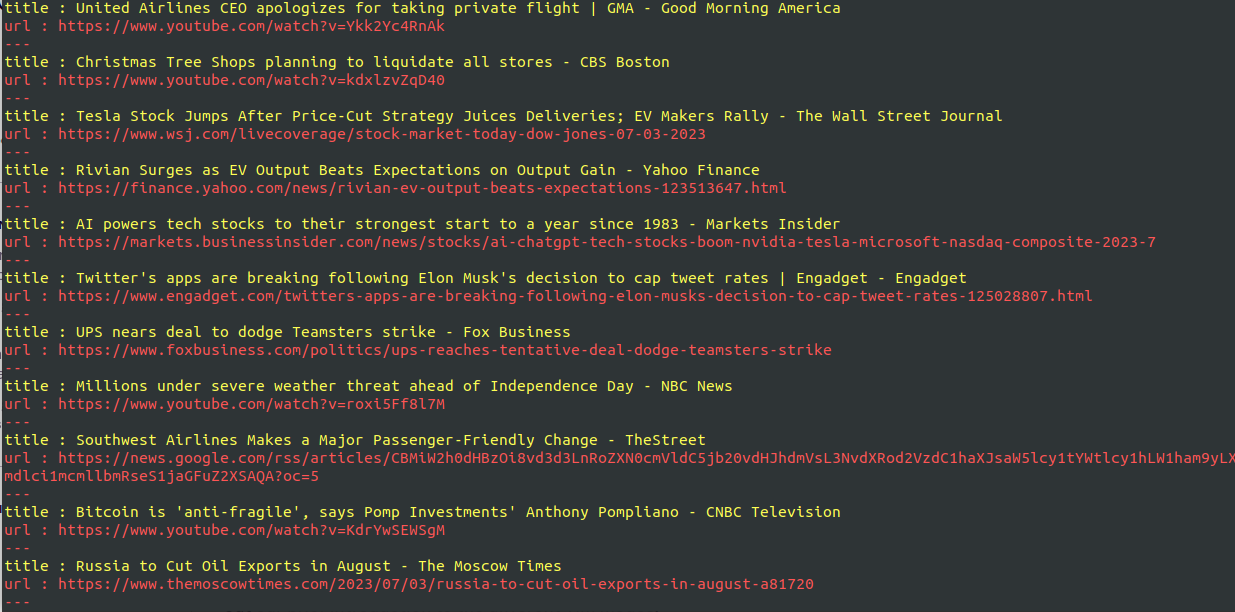 title : United Airlines CEO apologizes for taking private flight | GMA - Good Morning America
url : https://www.youtube.com/watch?v=Ykk2Yc4RnAk
---
title : Christmas Tree Shops planning to liquidate all stores - CBS Boston
url : https://www.youtube.com/watch?v=kdxlzvZqD40
---
title : Tesla Stock Jumps After Price-Cut Strategy Juices Deliveries; EV Makers Rally - The Wall Street Journal
url : https://www.wsj.com/livecoverage/stock-market-today-dow-jones-07-03-2023
---
title : Rivian Surges as EV Output Beats Expectations on Output Gain - Yahoo Finance
url : https://finance.yahoo.com/news/rivian-ev-output-beats-expectations-123513647.html
---
title : AI powers tech stocks to their strongest start to a year since 1983 - Markets Insider
url : https://markets.businessinsider.com/news/stocks/ai-chatgpt-tech-stocks-boom-nvidia-tesla-microsoft-nasdaq-composite-2023-7
---
title : Twitter's apps are breaking following Elon Musk's decision to cap tweet rates | Engadget - Engadget
url : https://www.engadget.com/twitters-apps-are-breaking-following-elon-musks-decision-to-cap-tweet-rates-125028807.html
---
title : UPS nears deal to dodge Teamsters strike - Fox Business
url : https://www.foxbusiness.com/politics/ups-reaches-tentative-deal-dodge-teamsters-strike
---
title : Millions under severe weather threat ahead of Independence Day - NBC News
url : https://www.youtube.com/watch?v=roxi5Ff8l7M
---
title : Southwest Airlines Makes a Major Passenger-Friendly Change - TheStreet
url : https://news.google.com/rss/articles/CBMiW2h0dHBzOi8vd3d3LnRoZXN0cmVldC5jb20vdHJhdmVsL3NvdXRod2VzdC1haXJsaW5lcy1tYWtlcy1hLW1ham9yLX
mdlci1mcmllbmRseS1jaGFuZ2XSAQA?oc=5
---
title : Bitcoin is 'anti-fragile', says Pomp Investments' Anthony Pompliano - CNBC Television
url : https://www.youtube.com/watch?v=KdrYwSEWSgM
---
title : Russia to Cut Oil Exports in August - The Moscow Times
url : https://www.themoscowtimes.com/2023/07/03/russia-to-cut-oil-exports-in-august-a81720
---